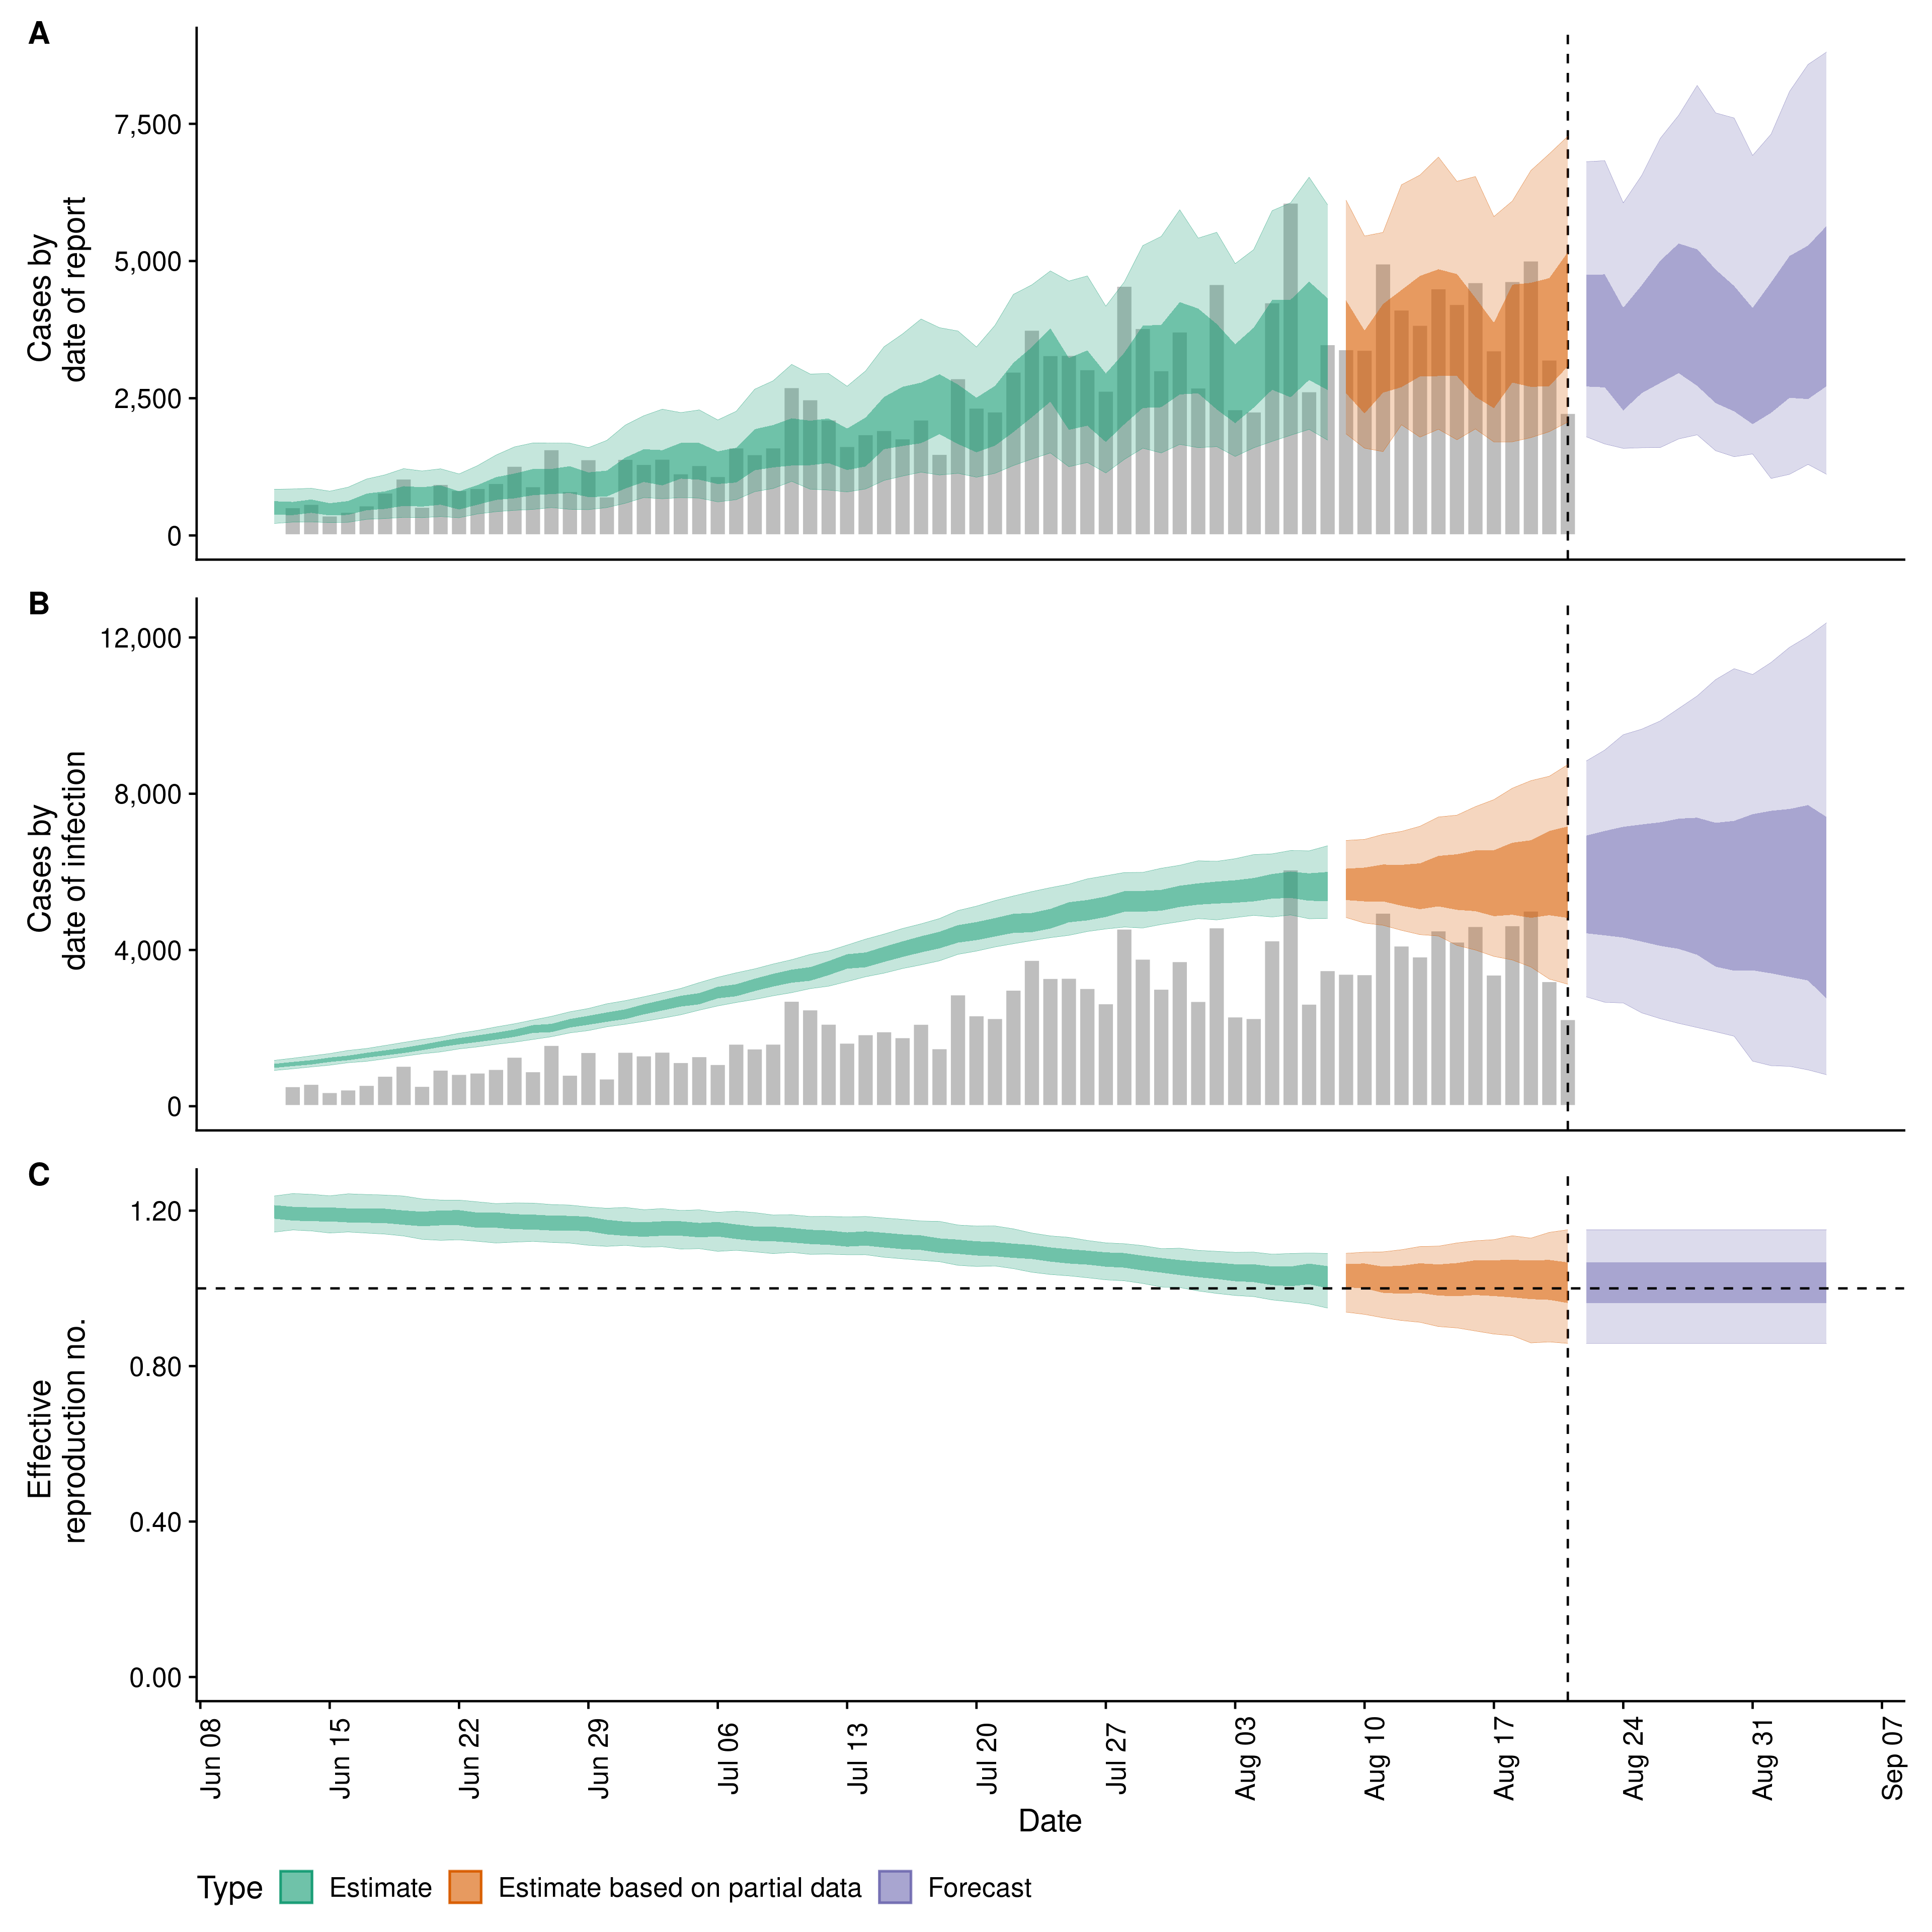 A
7,500
5,000
2,500
0
Cases by
date of report
B
12,000
8,000
4,000
0
Cases by
date of infection
C
1.20
0.80
0.40
0.00
Effective
reproduction no.
Jun 08
Jun 15
Jun 22
Jun 29
Jul 06
Jul 13
Jul 20
Jul 27
Aug 03
Aug 10
Aug 17
Aug 24
Aug 31
Sep 07
Date
Type Estimate Estimate based on partial data Forecast